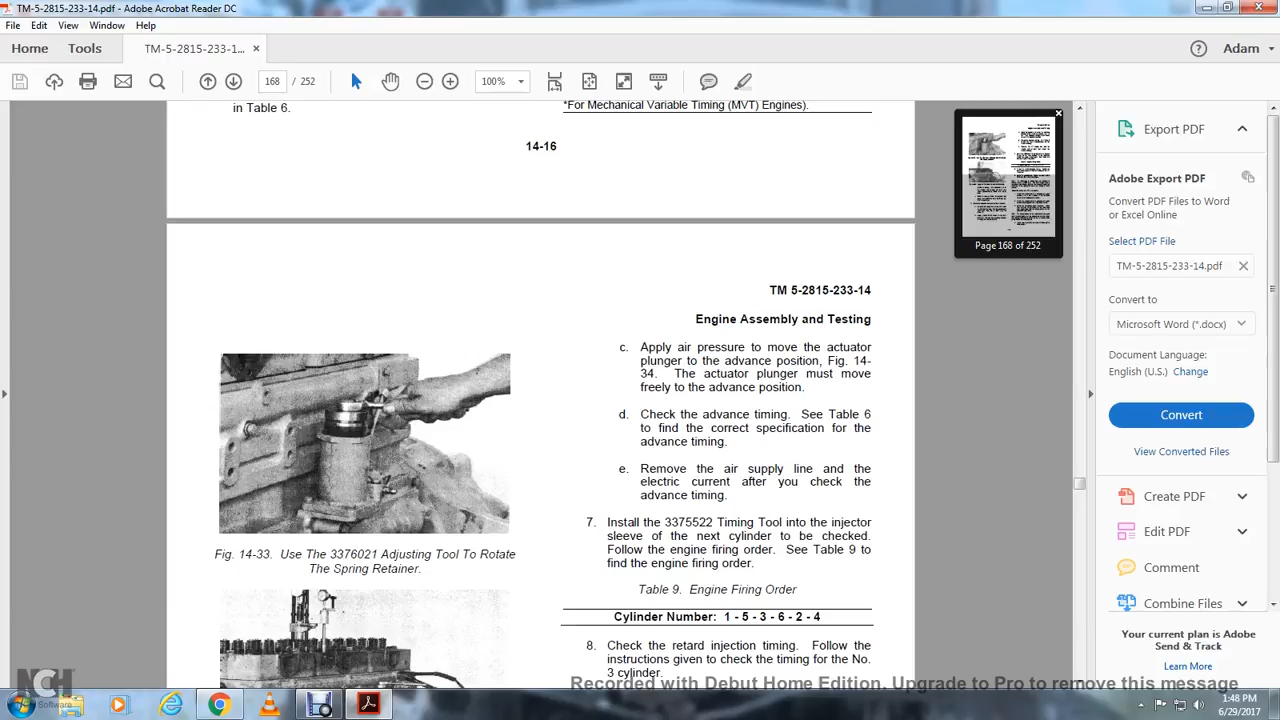 TM-5-2815-233-14.pdf - Adobe Acrobat Reader DC
File Edit View Window Help
Home Tools TM-5-2815-233-1... ×
Adam
168 / 252 100%
in Table 6.
*For Mechanical Variable Timing (MVT) Engines).
14-16
TM 5-2815-233-14
Engine Assembly and Testing
c. Apply air pressure to move the actuator
plunger to the advance position, Fig. 14-
34. The actuator plunger must move
freely to the advance position.
d. Check the advance timing. See Table 6
to find the correct specification for the
advance timing.
e. Remove the air supply line and the
electric current after you check the
advance timing.
7. Install the 3375522 Timing Tool into the injector
sleeve of the next cylinder to be checked.
Follow the engine firing order. See Table 9 to
find the engine firing order.
Table 9. Engine Firing Order
Cylinder Number: 1 - 5 - 3 - 6 - 2 - 4
8. Check the retard injection timing. Follow the
instructions given to check the timing for the No.
3 cylinder.
Fig. 14-33. Use The 3376021 Adjusting Tool To Rotate
The Spring Retainer.
Page 168 of 252
Export PDF
Adobe Export PDF
Convert PDF Files to Word
or Excel Online
Select PDF File
TM-5-2815-233-14.pdf
Convert to
Microsoft Word (*.docx)
Document Language:
English (U.S.) Change
Convert
View Converted Files
Create PDF
Edit PDF
Comment
Combine Files
Your current plan is Adobe
Send & Track
Learn More
Recorded with Debut Home Edition. Upgrade to Pro to remove this message
NCH
Software
1:48 PM
6/29/2017